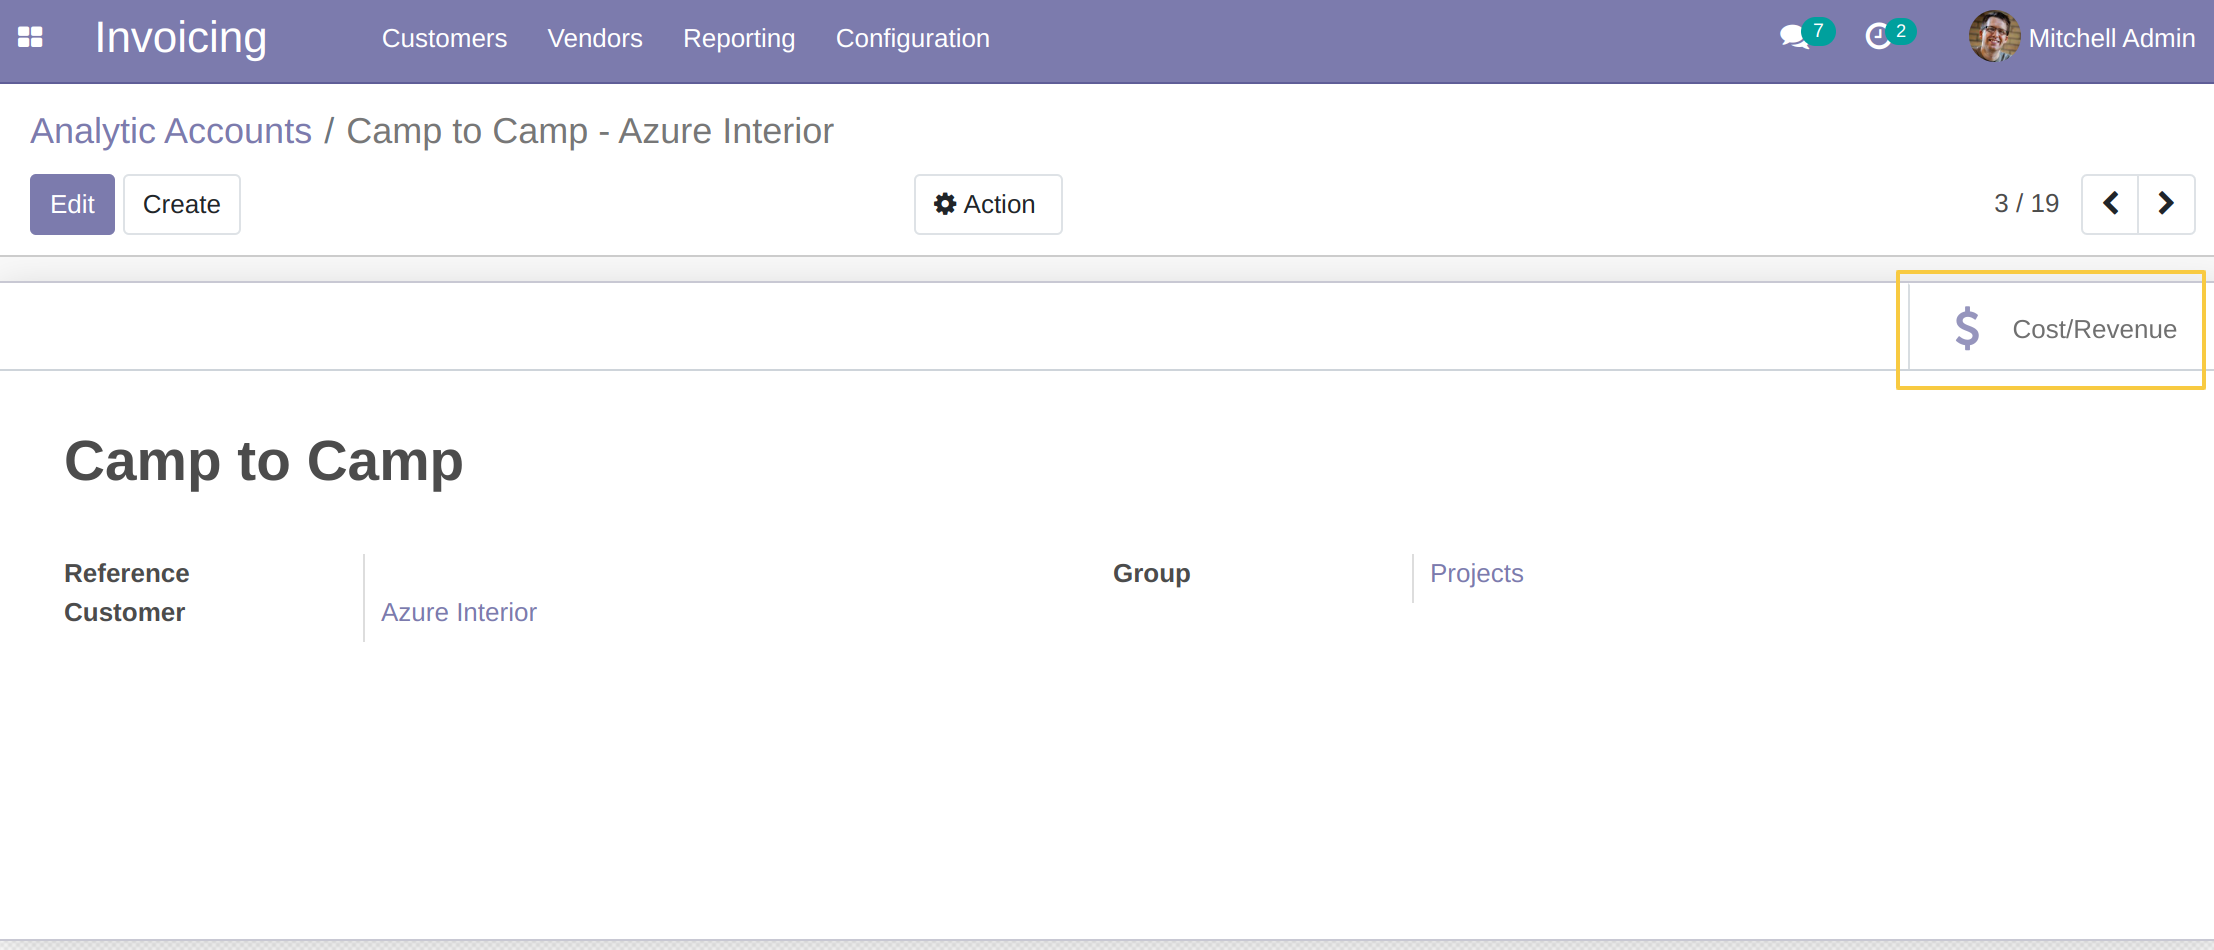 Invoicing Customers Vendors Reporting Configuration 7 2 Mitchell Admin
Analytic Accounts / Camp to Camp - Azure Interior
Edit Create Action 3 / 19
$ Cost/Revenue
Camp to Camp
Reference
Group Projects
Customer Azure Interior